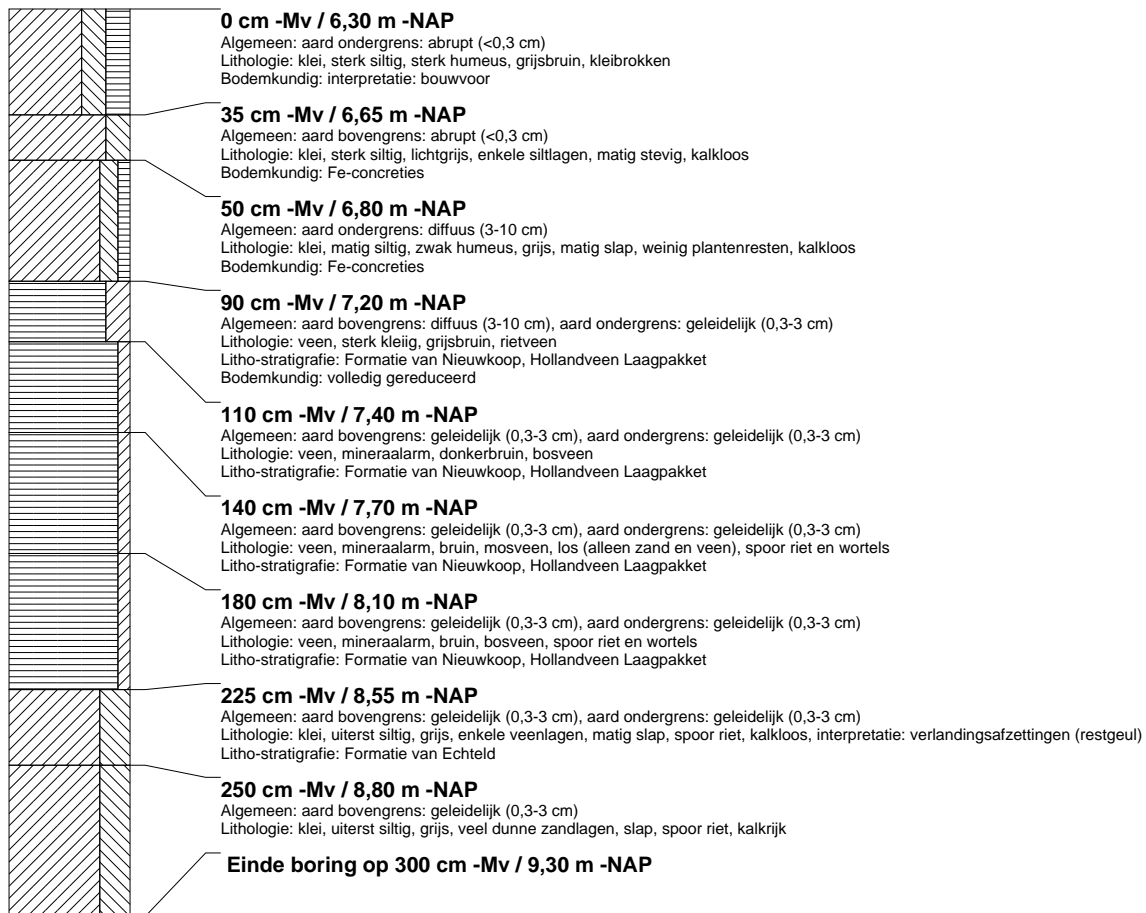 0 cm -Mv / 6,30 m -NAP
Algemeen: aard ondergrens: abrupt (<0,3 cm)
Lithologie: klei, sterk siltig, sterk humeus, grijsbruin, kleibrokken
Bodemkundig: interpretatie: bouwvoor
35 cm -Mv / 6,65 m -NAP
Algemeen: aard bovengrens: abrupt (<0,3 cm)
Lithologie: klei, sterk siltig, lichtgrijs, enkele siltlagen, matig stevig, kalkloos
Bodemkundig: Fe-concreties
50 cm -Mv / 6,80 m -NAP
Algemeen: aard ondergrens: diffuus (3-10 cm)
Lithologie: klei, matig siltig, zwak humeus, grijs, matig slap, weinig plantenresten, kalkloos
Bodemkundig: Fe-concreties
90 cm -Mv / 7,20 m -NAP
Algemeen: aard bovengrens: diffuus (3-10 cm), aard ondergrens: geleidelijk (0,3-3 cm)
Lithologie: veen, sterk kleiïg, grijsbruin, rietveen
Litho-stratigrafie: Formatie van Nieuwkoop, Hollandveen Laagpakket
Bodemkundig: volledig gereduceerd
110 cm -Mv / 7,40 m -NAP
Algemeen: aard bovengrens: geleidelijk (0,3-3 cm), aard ondergrens: geleidelijk (0,3-3 cm)
Lithologie: veen, mineraalarm, donkerbruin, bosveen
Litho-stratigrafie: Formatie van Nieuwkoop, Hollandveen Laagpakket
140 cm -Mv / 7,70 m -NAP
Algemeen: aard bovengrens: geleidelijk (0,3-3 cm), aard ondergrens: geleidelijk (0,3-3 cm)
Lithologie: veen, mineraalarm, bruin, mosveen, los (alleen zand en veen), spoor riet en wortels
Litho-stratigrafie: Formatie van Nieuwkoop, Hollandveen Laagpakket
180 cm -Mv / 8,10 m -NAP
Algemeen: aard bovengrens: geleidelijk (0,3-3 cm), aard ondergrens: geleidelijk (0,3-3 cm)
Lithologie: veen, mineraalarm, bruin, bosveen, spoor riet en wortels
Litho-stratigrafie: Formatie van Nieuwkoop, Hollandveen Laagpakket
225 cm -Mv / 8,55 m -NAP
Algemeen: aard bovengrens: geleidelijk (0,3-3 cm), aard ondergrens: geleidelijk (0,3-3 cm)
Lithologie: klei, uiterst siltig, grijs, enkele veenlagen, matig slap, spoor riet, kalkloos, interpretatie: verlandingsafzettingen (restgeul)
Litho-stratigrafie: Formatie van Echteld
250 cm -Mv / 8,80 m -NAP
Algemeen: aard bovengrens: geleidelijk (0,3-3 cm)
Lithologie: klei, uiterst siltig, grijs, veel dunne zandlagen, slap, spoor riet, kalkrijk
Einde boring op 300 cm -Mv / 9,30 m -NAP